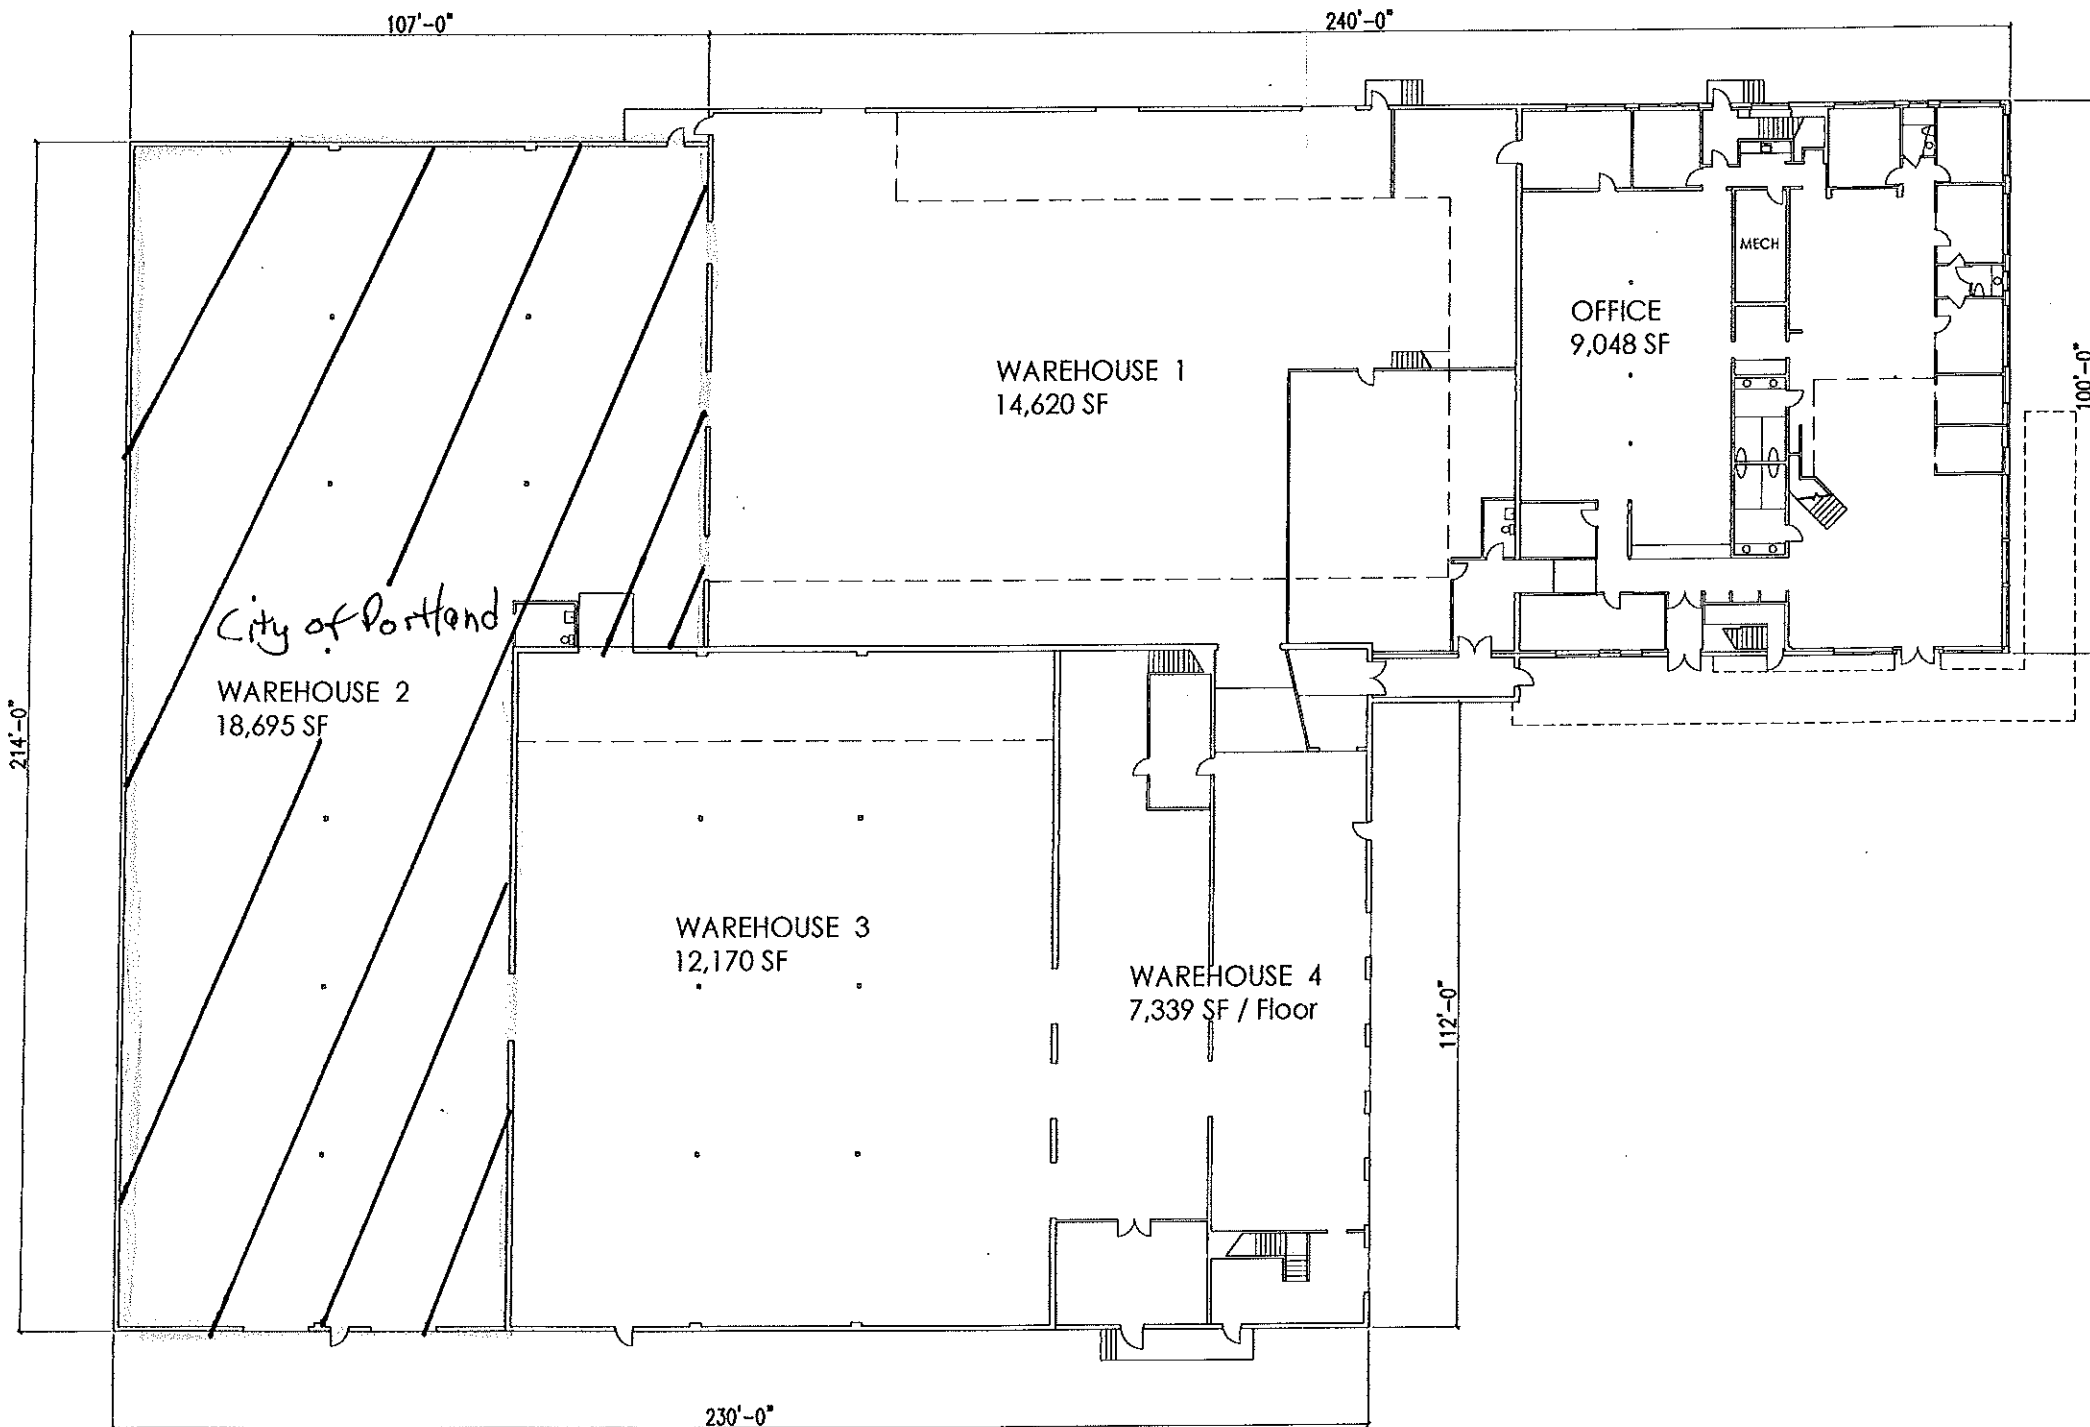 107'-0"
240'-0"
MECH
OFFICE
9,048 SF
WAREHOUSE 1
14,620 SF
100'-0"
City of Portland
WAREHOUSE 2
18,695 SF
214'-0"
WAREHOUSE 3
12,170 SF
WAREHOUSE 4
7,339 SF / Floor
112'-0"
230'-0"